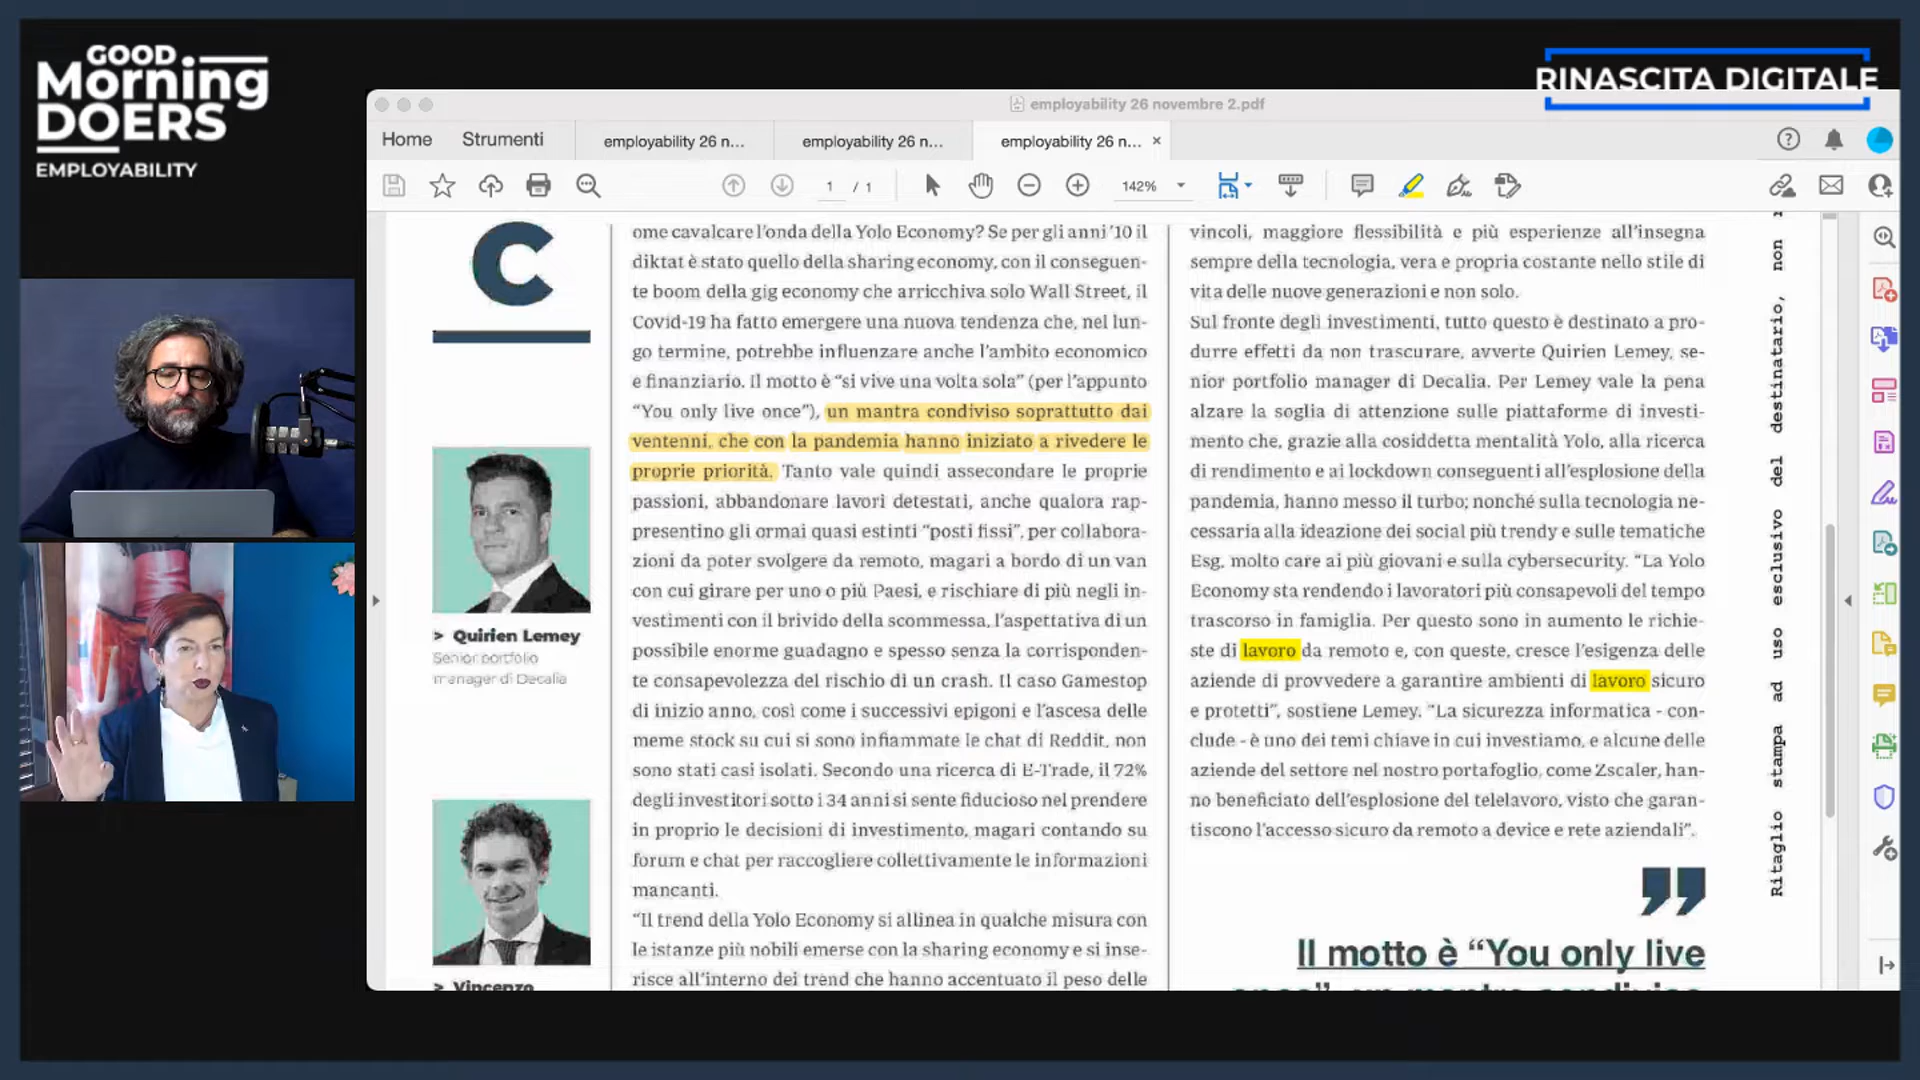 GOOD
Morning
DOERS
EMPLOYABILITY
RINASCITA DIGITALE
employability 26 novembre 2.pdf
Home
Strumenti
employability 26 n...
employability 26 n...
employability 26 n...
1 / 1
142%
C
ome cavalcare l'onda della Yolo Economy? Se per gli anni '10 il
diktat è stato quello della sharing economy, con il conseguen-
te boom della gig economy che arricchiva solo Wall Street, il
Covid-19 ha fatto emergere una nuova tendenza che, nel lun-
go termine, potrebbe influenzare anche l'ambito economico
e finanziario. Il motto è “si vive una volta sola” (per l'appunto
“You only live once”), un mantra condiviso soprattutto dai
ventenni, che con la pandemia hanno iniziato a rivedere le
proprie priorità. Tanto vale quindi assecondare le proprie
passioni, abbandonare lavori detestati, anche qualora rap-
presentino gli ormai quasi estinti “posti fissi”, per collabora-
zioni da poter svolgere da remoto, magari a bordo di un van
con cui girare per uno o più Paesi, e rischiare di più negli in-
vestimenti con il brivido della scommessa, l'aspettativa di un
possibile enorme guadagno e spesso senza la corrisponden-
te consapevolezza del rischio di un crash. Il caso Gamestop
di inizio anno, così come i successivi epigoni e l'ascesa delle
meme stock su cui si sono infiammate le chat di Reddit, non
sono stati casi isolati. Secondo una ricerca di E-Trade, il 72%
degli investitori sotto i 34 anni si sente fiducioso nel prendere
in proprio le decisioni di investimento, magari contando su
forum e chat per raccogliere collettivamente le informazioni
mancanti.
“Il trend della Yolo Economy si allinea in qualche misura con
le istanze più nobili emerse con la sharing economy e si inse-
risce all'interno dei trend che hanno accentuato il peso delle
> Quirien Lemey
Senior portfolio
manager di Decalia
> Vincenzo
vincoli, maggiore flessibilità e più esperienze all'insegna
sempre della tecnologia, vera e propria costante nello stile di
vita delle nuove generazioni e non solo.
Sul fronte degli investimenti, tutto questo è destinato a pro-
durre effetti da non trascurare, avverte Quirien Lemey, se-
nior portfolio manager di Decalia. Per Lemey vale la pena
alzare la soglia di attenzione sulle piattaforme di investi-
mento che, grazie alla cosiddetta mentalità Yolo, alla ricerca
di rendimento e ai lockdown conseguenti all'esplosione della
pandemia, hanno messo il turbo; nonché sulla tecnologia ne-
cessaria alla ideazione dei social più trendy e sulle tematiche
Esg, molto care ai più giovani e sulla cybersecurity. “La Yolo
Economy sta rendendo i lavoratori più consapevoli del tempo
trascorso in famiglia. Per questo sono in aumento le richie-
ste di lavoro da remoto e, con queste, cresce l'esigenza delle
aziende di provvedere a garantire ambienti di lavoro sicuro
e protetti”, sostiene Lemey. “La sicurezza informatica - con-
clude - è uno dei temi chiave in cui investiamo, e alcune delle
aziende del settore nel nostro portafoglio, come Zscaler, han-
no beneficiato dell'esplosione del telelavoro, visto che garan-
tiscono l'accesso sicuro da remoto a device e rete aziendali”.
”
Il motto è “You only live
Ritaglio stampa ad uso esclusivo del destinatario, non